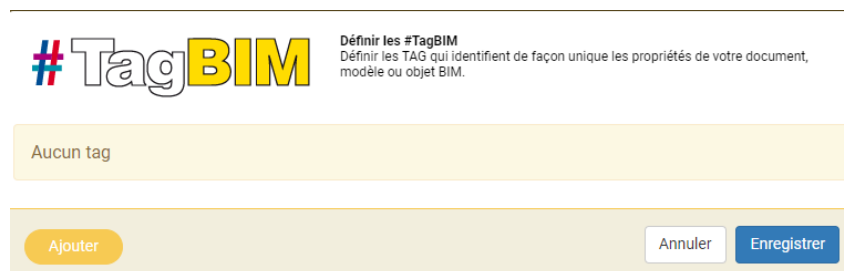 #TagBIM
Définir les #TagBIM
Définir les TAG qui identifient de façon unique les propriétés de votre document,
modèle ou objet BIM.
Aucun tag
Ajouter
Annuler
Enregistrer